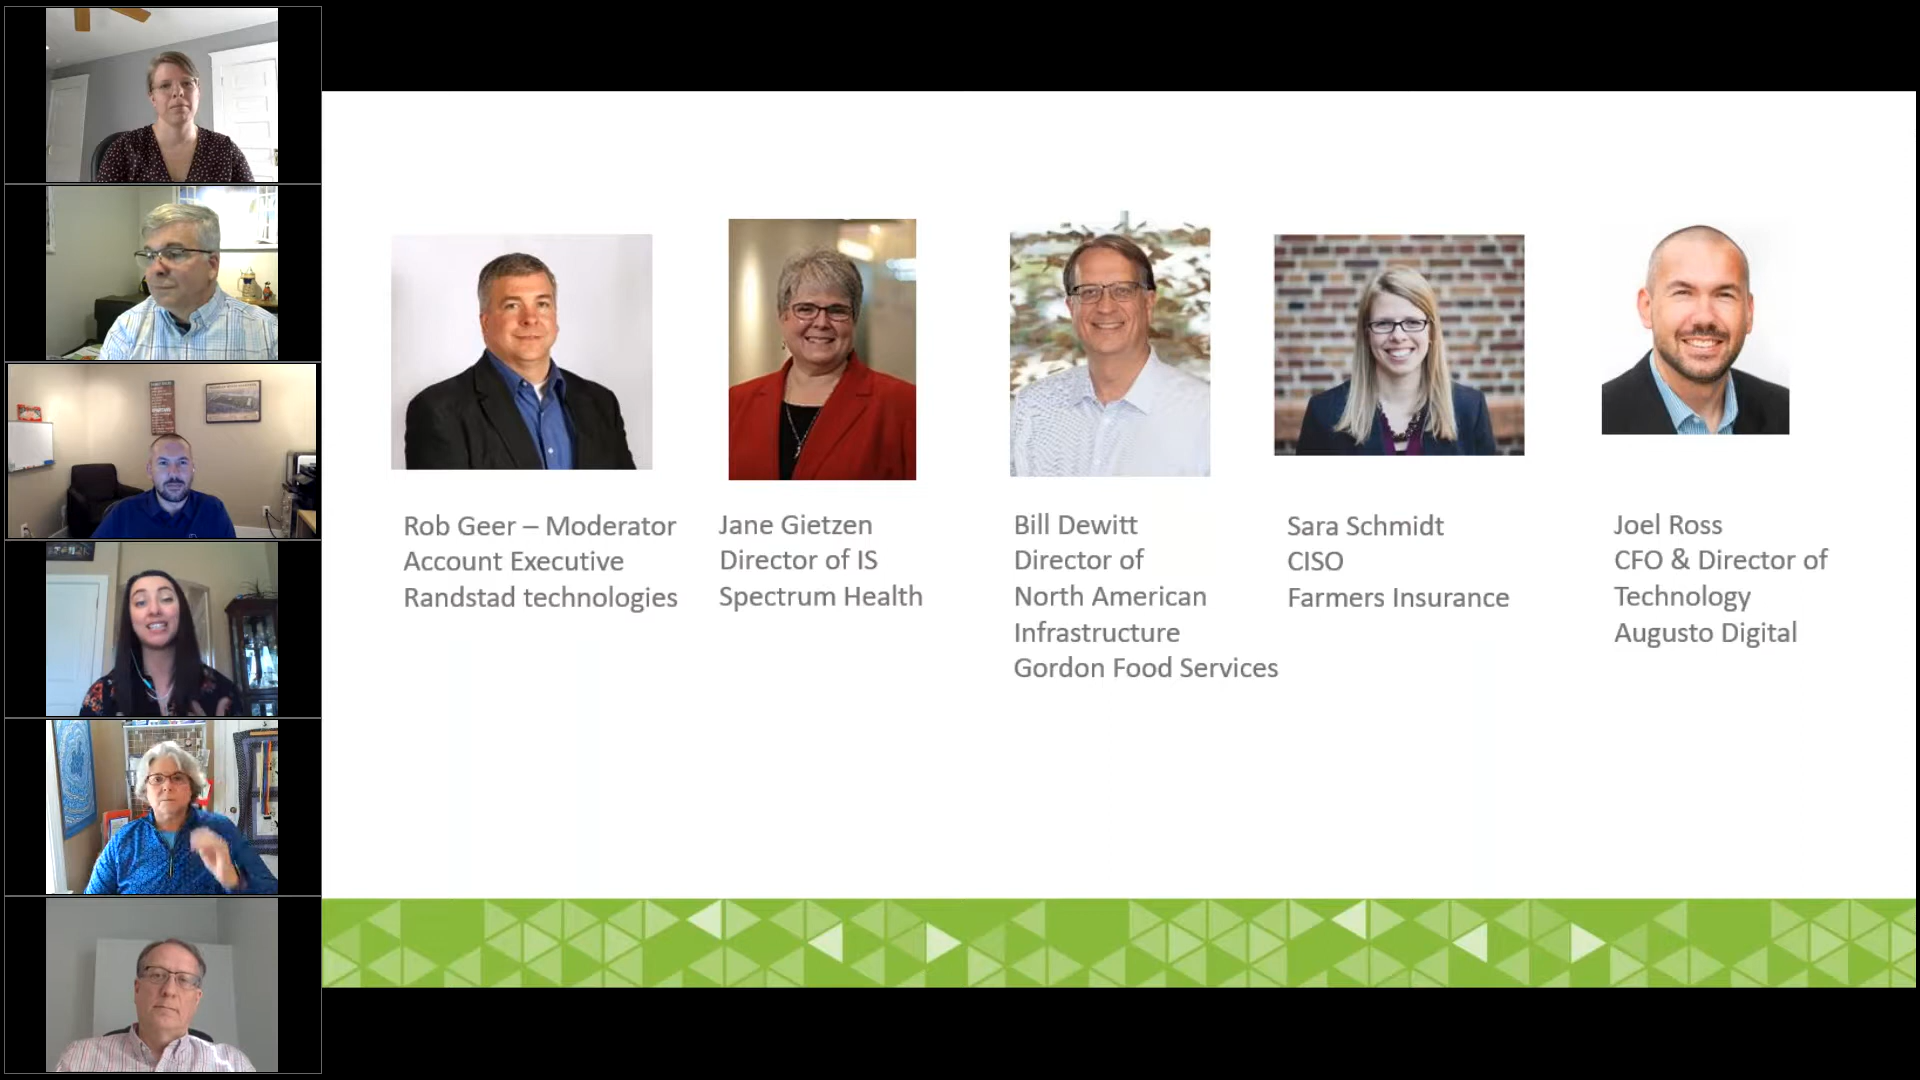 Rob Geer – Moderator
Account Executive
Randstad technologies
Jane Gietzen
Director of IS
Spectrum Health
Bill Dewitt
Director of
North American
Infrastructure
Gordon Food Services
Sara Schmidt
CISO
Farmers Insurance
Joel Ross
CFO & Director of
Technology
Augusto Digital